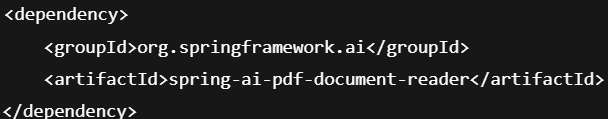 <dependency>
    <groupId>org.springframework.ai</groupId>
    <artifactId>spring-ai-pdf-document-reader</artifactId>
</dependency>